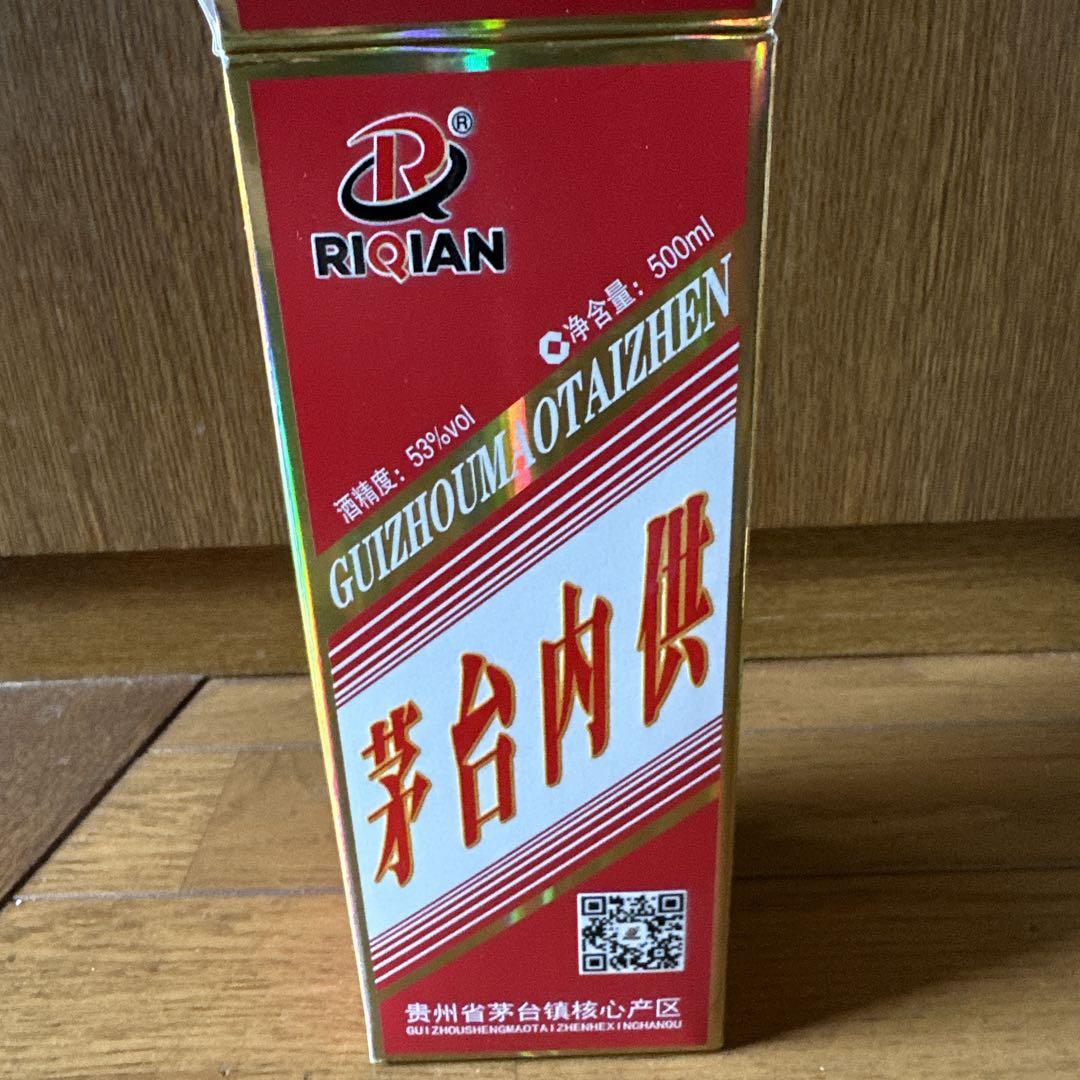 ®
RIQIAN
净含量：500ml
酒精度：53%vol
GUIZHOUMAOTAIZHEN
茅台内供
贵州省茅台镇核心产区
GUIZHOUSHENGMAOTAIZHENHEXINCHANQU